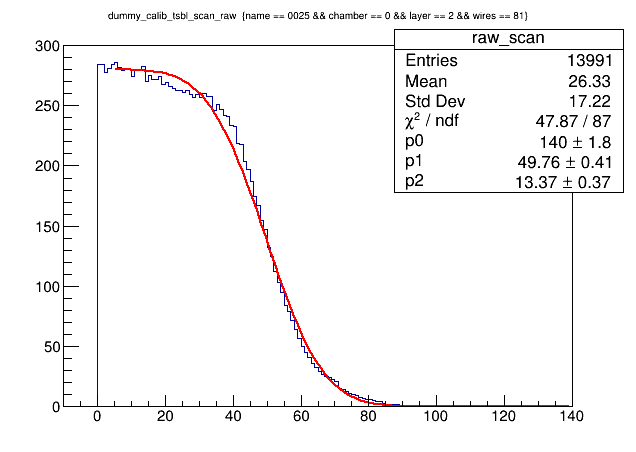 dummy_calib_tsbl_scan_raw {name == 0025 && chamber == 0 && layer == 2 && wires == 81}
raw_scan
Entries 13991
Mean 26.33
Std Dev 17.22
χ² / ndf 47.87 / 87
p0 140 ± 1.8
p1 49.76 ± 0.41
p2 13.37 ± 0.37
300
250
200
150
100
50
0
0 20 40 60 80 100 120 140